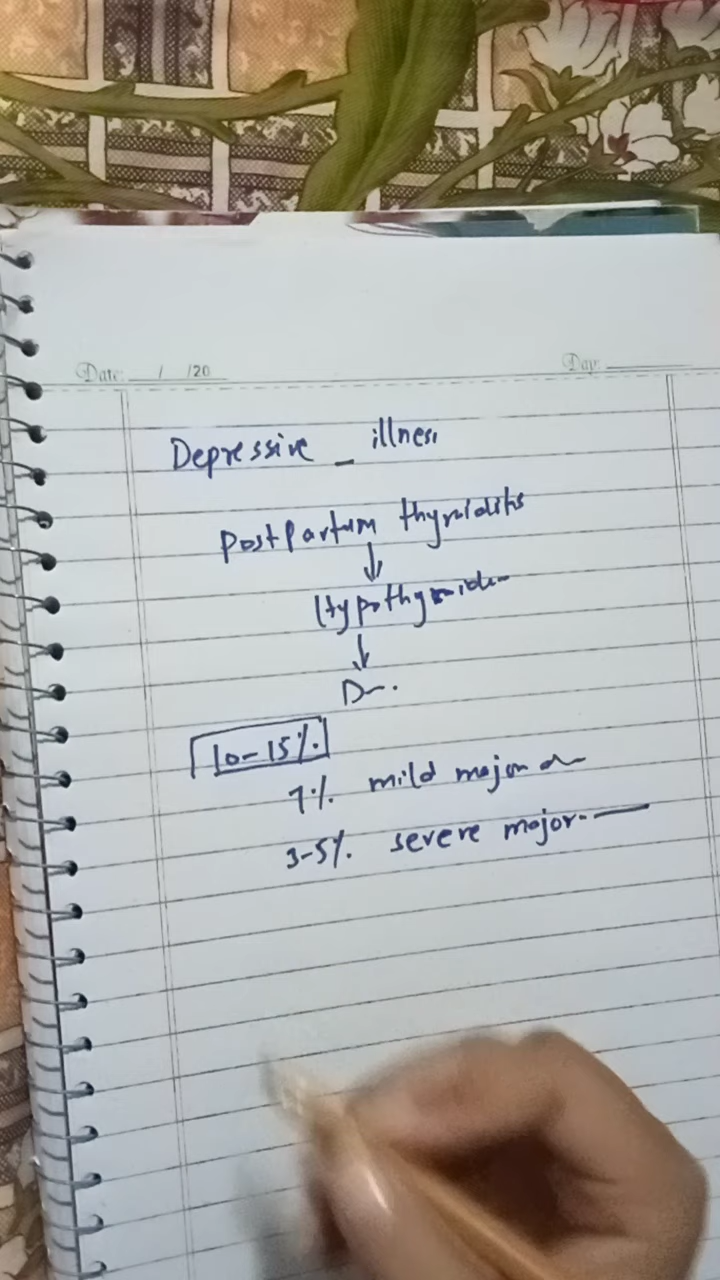 Date: / /20
Day:
Depressive _ illness
Postpartum thyroiditis
↓
Hypothyroidism
↓
D
10-15%.
7%. mild major d
3-5%. severe major.